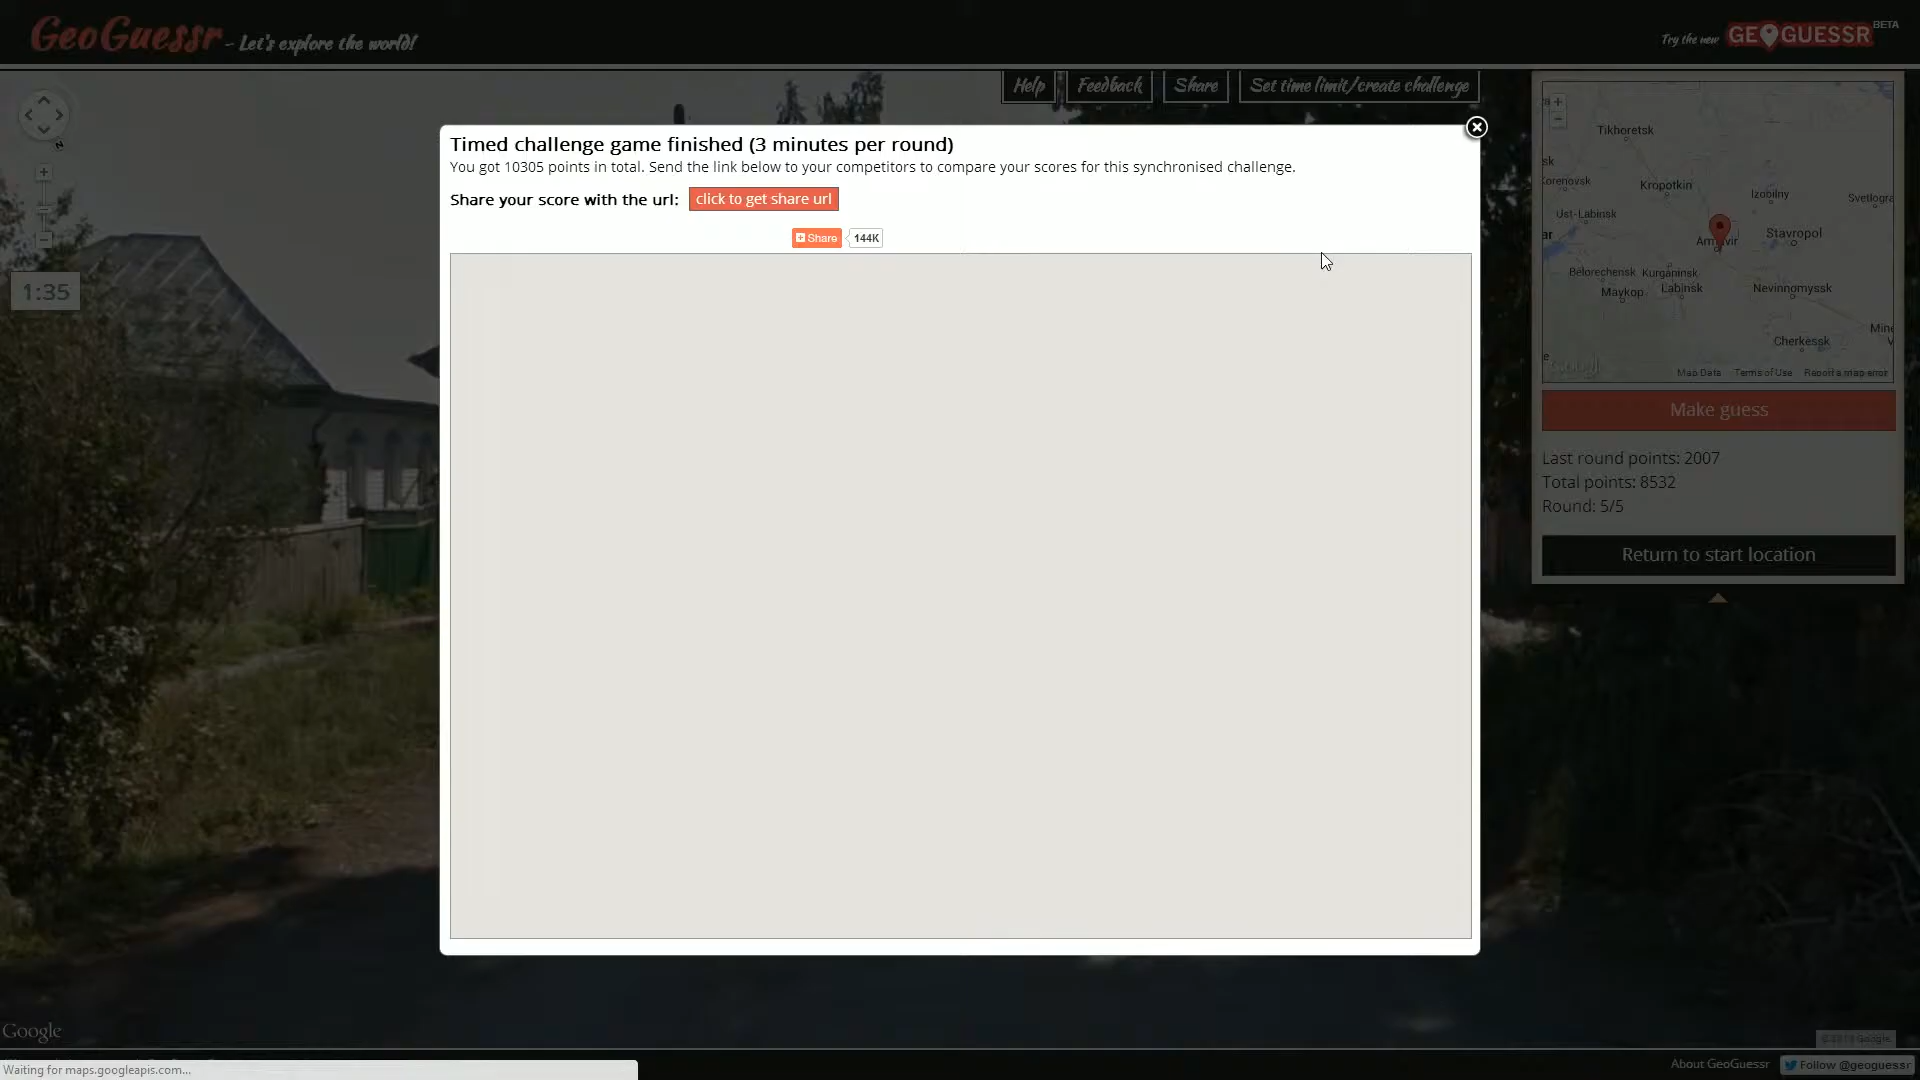 GeoGuessr - Let's explore the world!
Try the new GEOGUESSR BETA
Help Feedback Share Set time limit/create challenge
Timed challenge game finished (3 minutes per round)
You got 10305 points in total. Send the link below to your competitors to compare your scores for this synchronised challenge.
Share your score with the url: click to get share url
Share 144K
1:35
Tikhoretsk
Korenovsk
Kropotkin
Izobilny
Svetlogra
Ust-Labinsk
Stavropol
Belorechensk
Kurganinsk
Maykop
Labinsk
Nevinnomyssk
Cherkessk
Google
Map Data Terms of Use Report a map error
Make guess
Last round points: 2007
Total points: 8532
Round: 5/5
Return to start location
Google
Waiting for maps.googleapis.com...
About GeoGuessr Follow @geoguessr